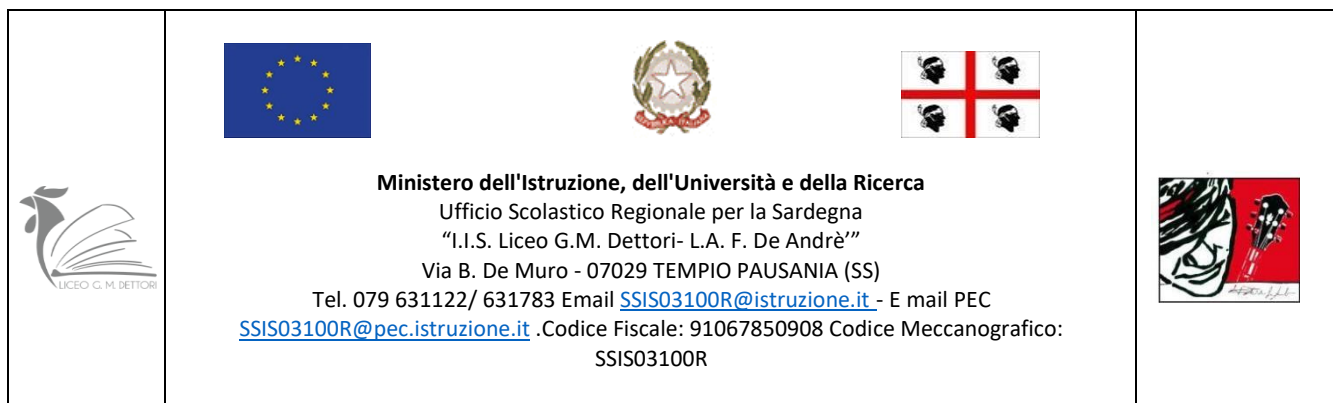 Ministero dell'Istruzione, dell'Università e della Ricerca
Ufficio Scolastico Regionale per la Sardegna
“I.I.S. Liceo G.M. Dettori- L.A. F. De Andrè’”
Via B. De Muro - 07029 TEMPIO PAUSANIA (SS)
Tel. 079 631122/ 631783 Email SSIS03100R@istruzione.it - E mail PEC
SSIS03100R@pec.istruzione.it .Codice Fiscale: 91067850908 Codice Meccanografico:
SSIS03100R
LICEO G. M. DETTORI